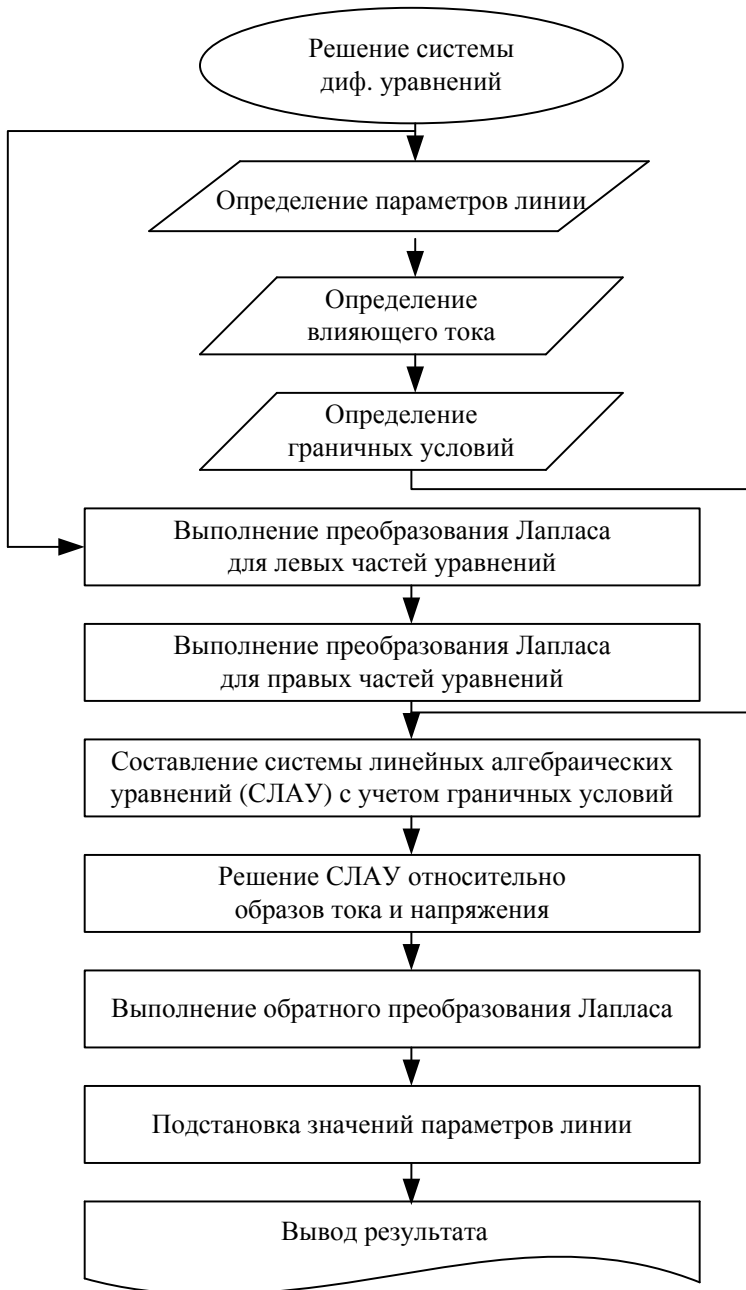 Решение системы
диф. уравнений
Определение параметров линии
Определение
влияющего тока
Определение
граничных условий
Выполнение преобразования Лапласа
для левых частей уравнений
Выполнение преобразования Лапласа
для правых частей уравнений
Составление системы линейных алгебраических
уравнений (СЛАУ) с учетом граничных условий
Решение СЛАУ относительно
образов тока и напряжения
Выполнение обратного преобразования Лапласа
Подстановка значений параметров линии
Вывод результата